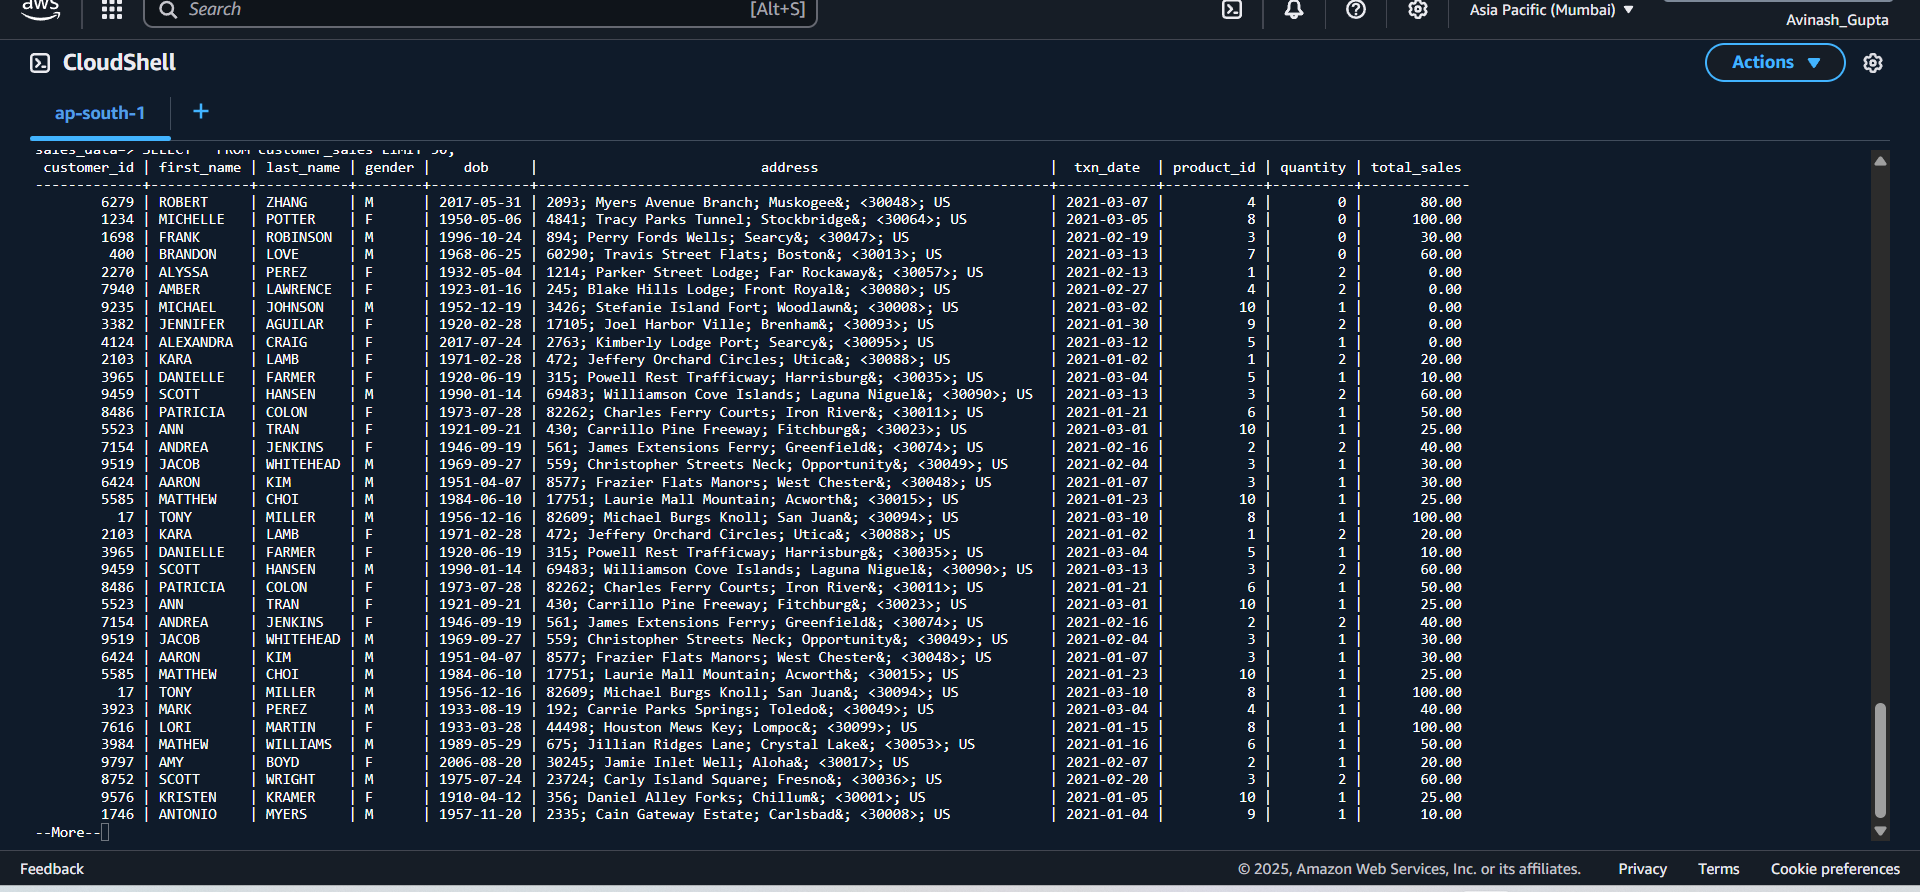 aws
Search [Alt+S] Asia Pacific (Mumbai)
Avinash_Gupta
CloudShell Actions
ap-south-1 +
sales_data=> SELECT * FROM customer_sales LIMIT 50;
customer_id | first_name | last_name | gender | dob | address | txn_date | product_id | quantity | total_sales
6279 | ROBERT | ZHANG | M | 2017-05-31 | 2093; Myers Avenue Branch; Muskogee&; <30048>; US | 2021-03-07 | 4 | 0 | 80.00
1234 | MICHELLE | POTTER | F | 1950-05-06 | 4841; Tracy Parks Tunnel; Stockbridge&; <30064>; US | 2021-03-05 | 8 | 0 | 100.00
1698 | FRANK | ROBINSON | M | 1996-10-24 | 894; Perry Fords Wells; Searcy&; <30047>; US | 2021-02-19 | 3 | 0 | 30.00
400 | BRANDON | LOVE | M | 1968-06-25 | 60290; Travis Street Flats; Boston&; <30013>; US | 2021-03-13 | 7 | 0 | 60.00
2270 | ALYSSA | PEREZ | F | 1932-05-04 | 1214; Parker Street Lodge; Far Rockaway&; <30057>; US | 2021-02-13 | 1 | 2 | 0.00
7940 | AMBER | LAWRENCE | F | 1923-01-16 | 245; Blake Hills Lodge; Front Royal&; <30080>; US | 2021-02-27 | 4 | 2 | 0.00
9235 | MICHAEL | JOHNSON | M | 1952-12-19 | 3426; Stefanie Island Fort; Woodlawn&; <30008>; US | 2021-03-02 | 10 | 1 | 0.00
3382 | JENNIFER | AGUILAR | F | 1920-02-28 | 17105; Joel Harbor Ville; Brenham&; <30093>; US | 2021-01-30 | 9 | 2 | 0.00
4124 | ALEXANDRA | CRAIG | F | 2017-07-24 | 2763; Kimberly Lodge Port; Searcy&; <30095>; US | 2021-03-12 | 5 | 1 | 0.00
2103 | KARA | LAMB | F | 1971-02-28 | 472; Jeffery Orchard Circles; Utica&; <30088>; US | 2021-01-02 | 1 | 2 | 20.00
3965 | DANIELLE | FARMER | F | 1920-06-19 | 315; Powell Rest Trafficway; Harrisburg&; <30035>; US | 2021-03-04 | 5 | 1 | 10.00
9459 | SCOTT | HANSEN | M | 1990-01-14 | 69483; Williamson Cove Islands; Laguna Niguel&; <30090>; US | 2021-03-13 | 3 | 2 | 60.00
8486 | PATRICIA | COLON | F | 1973-07-28 | 82262; Charles Ferry Courts; Iron River&; <30011>; US | 2021-01-21 | 6 | 1 | 50.00
5523 | ANN | TRAN | F | 1921-09-21 | 430; Carrillo Pine Freeway; Fitchburg&; <30023>; US | 2021-03-01 | 10 | 1 | 25.00
7154 | ANDREA | JENKINS | F | 1946-09-19 | 561; James Extensions Ferry; Greenfield&; <30074>; US | 2021-02-16 | 2 | 2 | 40.00
9519 | JACOB | WHITEHEAD | M | 1969-09-27 | 559; Christopher Streets Neck; Opportunity&; <30049>; US | 2021-02-04 | 3 | 1 | 30.00
6424 | AARON | KIM | M | 1951-04-07 | 8577; Frazier Flats Manors; West Chester&; <30048>; US | 2021-01-07 | 3 | 1 | 30.00
5585 | MATTHEW | CHOI | M | 1984-06-10 | 17751; Laurie Mall Mountain; Acworth&; <30015>; US | 2021-01-23 | 10 | 1 | 25.00
17 | TONY | MILLER | M | 1956-12-16 | 82609; Michael Burgs Knoll; San Juan&; <30094>; US | 2021-03-10 | 8 | 1 | 100.00
2103 | KARA | LAMB | F | 1971-02-28 | 472; Jeffery Orchard Circles; Utica&; <30088>; US | 2021-01-02 | 1 | 2 | 20.00
3965 | DANIELLE | FARMER | F | 1920-06-19 | 315; Powell Rest Trafficway; Harrisburg&; <30035>; US | 2021-03-04 | 5 | 1 | 10.00
9459 | SCOTT | HANSEN | M | 1990-01-14 | 69483; Williamson Cove Islands; Laguna Niguel&; <30090>; US | 2021-03-13 | 3 | 2 | 60.00
8486 | PATRICIA | COLON | F | 1973-07-28 | 82262; Charles Ferry Courts; Iron River&; <30011>; US | 2021-01-21 | 6 | 1 | 50.00
5523 | ANN | TRAN | F | 1921-09-21 | 430; Carrillo Pine Freeway; Fitchburg&; <30023>; US | 2021-03-01 | 10 | 1 | 25.00
7154 | ANDREA | JENKINS | F | 1946-09-19 | 561; James Extensions Ferry; Greenfield&; <30074>; US | 2021-02-16 | 2 | 2 | 40.00
9519 | JACOB | WHITEHEAD | M | 1969-09-27 | 559; Christopher Streets Neck; Opportunity&; <30049>; US | 2021-02-04 | 3 | 1 | 30.00
6424 | AARON | KIM | M | 1951-04-07 | 8577; Frazier Flats Manors; West Chester&; <30048>; US | 2021-01-07 | 3 | 1 | 30.00
5585 | MATTHEW | CHOI | M | 1984-06-10 | 17751; Laurie Mall Mountain; Acworth&; <30015>; US | 2021-01-23 | 10 | 1 | 25.00
17 | TONY | MILLER | M | 1956-12-16 | 82609; Michael Burgs Knoll; San Juan&; <30094>; US | 2021-03-10 | 8 | 1 | 100.00
3923 | MARK | PEREZ | M | 1933-08-19 | 192; Carrie Parks Springs; Toledo&; <30049>; US | 2021-03-04 | 4 | 1 | 40.00
7616 | LORI | MARTIN | F | 1933-03-28 | 44498; Houston Mews Key; Lompoc&; <30099>; US | 2021-01-15 | 8 | 1 | 100.00
3984 | MATHEW | WILLIAMS | M | 1989-05-29 | 675; Jillian Ridges Lane; Crystal Lake&; <30053>; US | 2021-01-16 | 6 | 1 | 50.00
9797 | AMY | BOYD | F | 2006-08-20 | 30245; Jamie Inlet Well; Aloha&; <30017>; US | 2021-02-07 | 2 | 1 | 20.00
8752 | SCOTT | WRIGHT | M | 1975-07-24 | 23724; Carly Island Square; Fresno&; <30036>; US | 2021-02-20 | 3 | 2 | 60.00
9576 | KRISTEN | KRAMER | F | 1910-04-12 | 356; Daniel Alley Forks; Chillum&; <30001>; US | 2021-01-05 | 10 | 1 | 25.00
1746 | ANTONIO | MYERS | M | 1957-11-20 | 2335; Cain Gateway Estate; Carlsbad&; <30008>; US | 2021-01-04 | 9 | 1 | 10.00
--More--
Feedback © 2025, Amazon Web Services, Inc. or its affiliates. Privacy Terms Cookie preferences